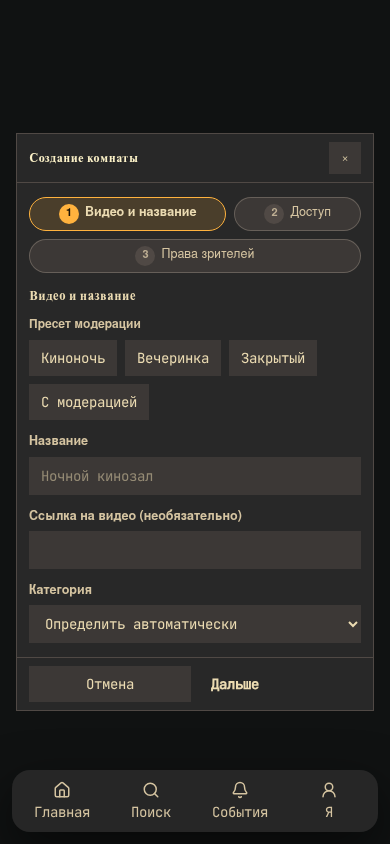 Создание комнаты ×
1 Видео и название 2 Доступ
3 Права зрителей
Видео и название
Пресет модерации
Киноночь Вечеринка Закрытый
С модерацией
Название
Ночной кинозал
Ссылка на видео (необязательно)
Категория
Определить автоматически
Отмена Дальше
Главная Поиск События Я